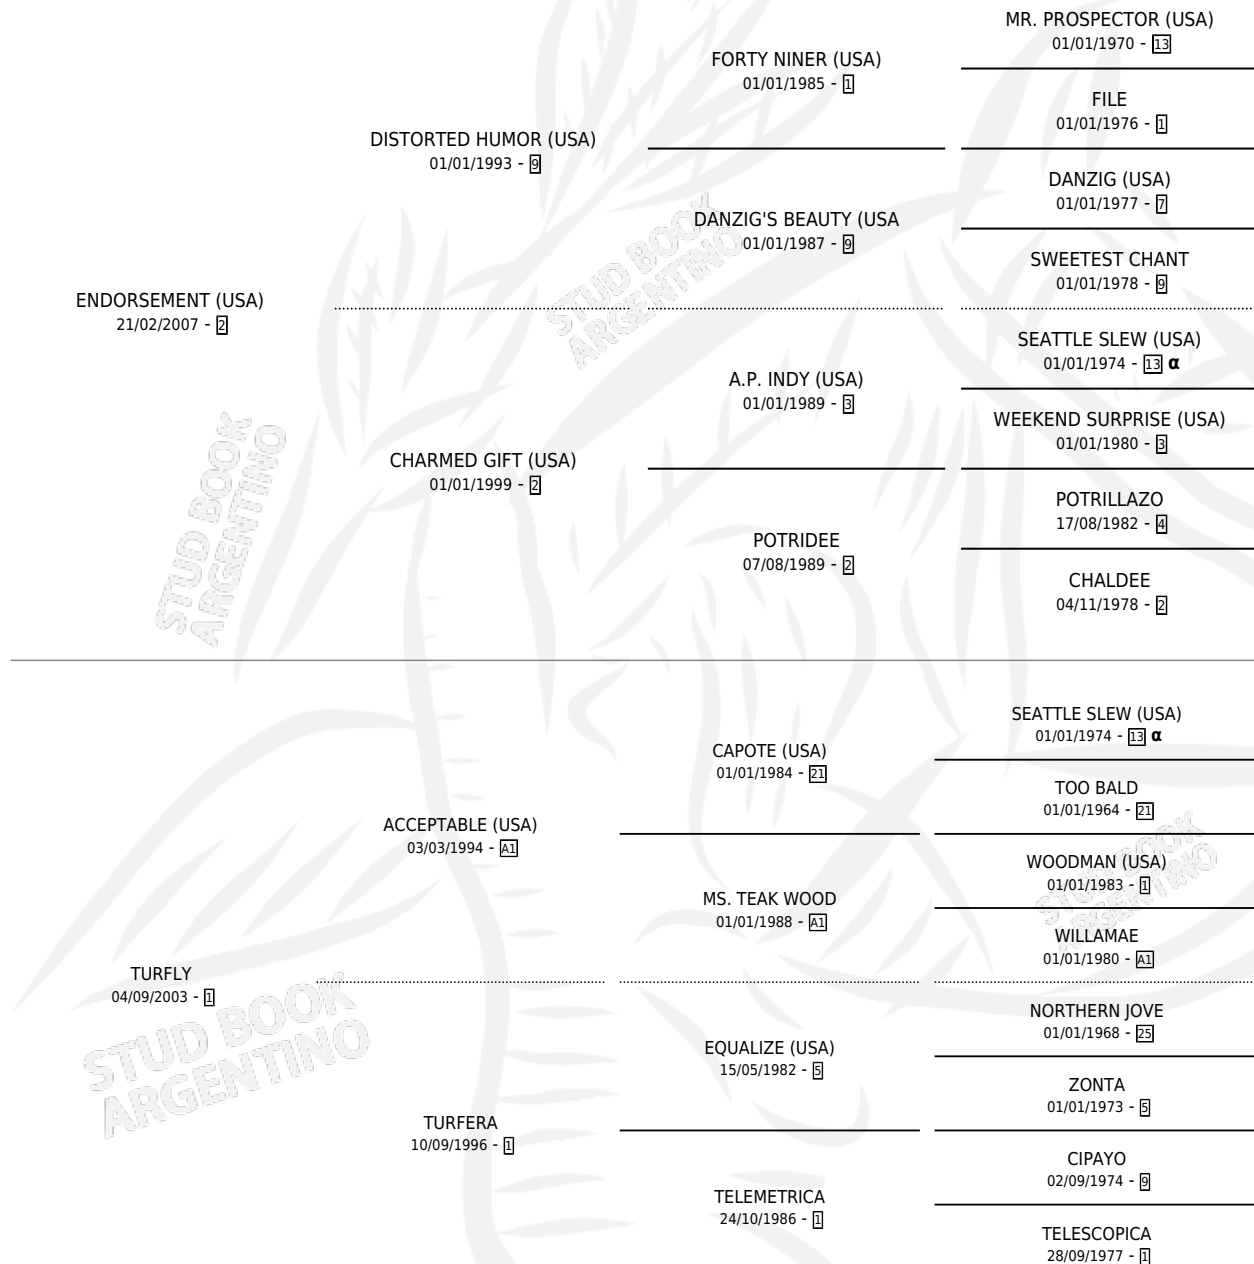 MR. PROSPECTOR (USA)
01/01/1970 - 13
FORTY NINER (USA)
01/01/1985 - 1
FILE
01/01/1976 - 1
DISTORTED HUMOR (USA)
01/01/1993 - 9
DANZIG (USA)
01/01/1977 - 7
DANZIG'S BEAUTY (USA
01/01/1987 - 9
SWEETEST CHANT
01/01/1978 - 9
ENDORSEMENT (USA)
21/02/2007 - 2
STUD BOOK
ARGENTINO
SEATTLE SLEW (USA)
01/01/1974 - 13 α
A.P. INDY (USA)
01/01/1989 - 3
WEEKEND SURPRISE (USA)
01/01/1980 - 3
CHARMED GIFT (USA)
01/01/1999 - 2
STUD BOOK
ARGENTINO
POTRILLAZO
17/08/1982 - 4
POTRIDEE
07/08/1989 - 2
CHALDEE
04/11/1978 - 2
SEATTLE SLEW (USA)
01/01/1974 - 13 α
CAPOTE (USA)
01/01/1984 - 21
TOO BALD
01/01/1964 - 21
ACCEPTABLE (USA)
03/03/1994 - A1
STUD BOOK
ARGENTINO
WOODMAN (USA)
01/01/1983 - 1
MS. TEAK WOOD
01/01/1988 - A1
WILLAMAE
01/01/1980 - A1
TURFLY
04/09/2003 - 1
STUD BOOK
ARGENTINO
NORTHERN JOVE
01/01/1968 - 25
EQUALIZE (USA)
15/05/1982 - 5
ZONTA
01/01/1973 - 5
TURFERA
10/09/1996 - 1
CIPAYO
02/09/1974 - 9
TELEMETRICA
24/10/1986 - 1
TELESCOPICA
28/09/1977 - 1